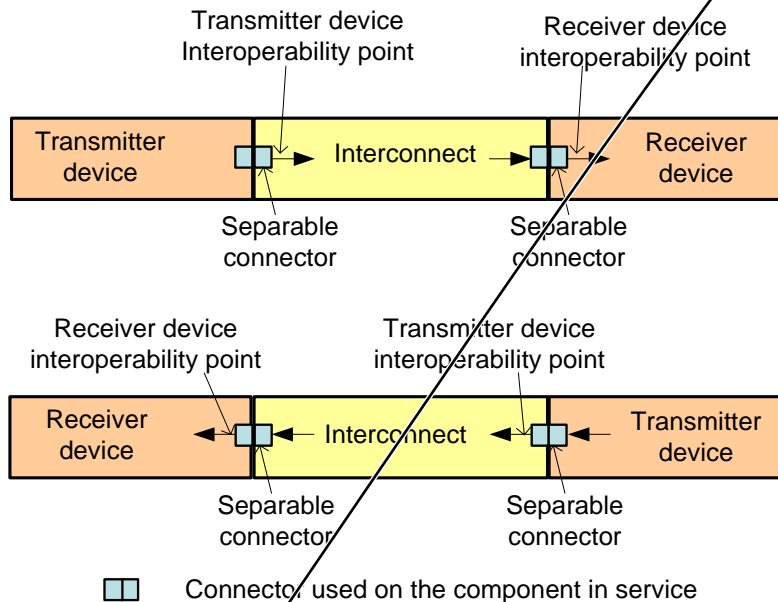 Transmitter device
Interoperability point
Receiver device
interoperability point
Transmitter
device
Interconnect
Receiver
device
Separable
connector
Separable
connector
Receiver device
interoperability point
Transmitter device
interoperability point
Receiver
device
Interconnect
Transmitter
device
Separable
connector
Separable
connector
Connector used on the component in service